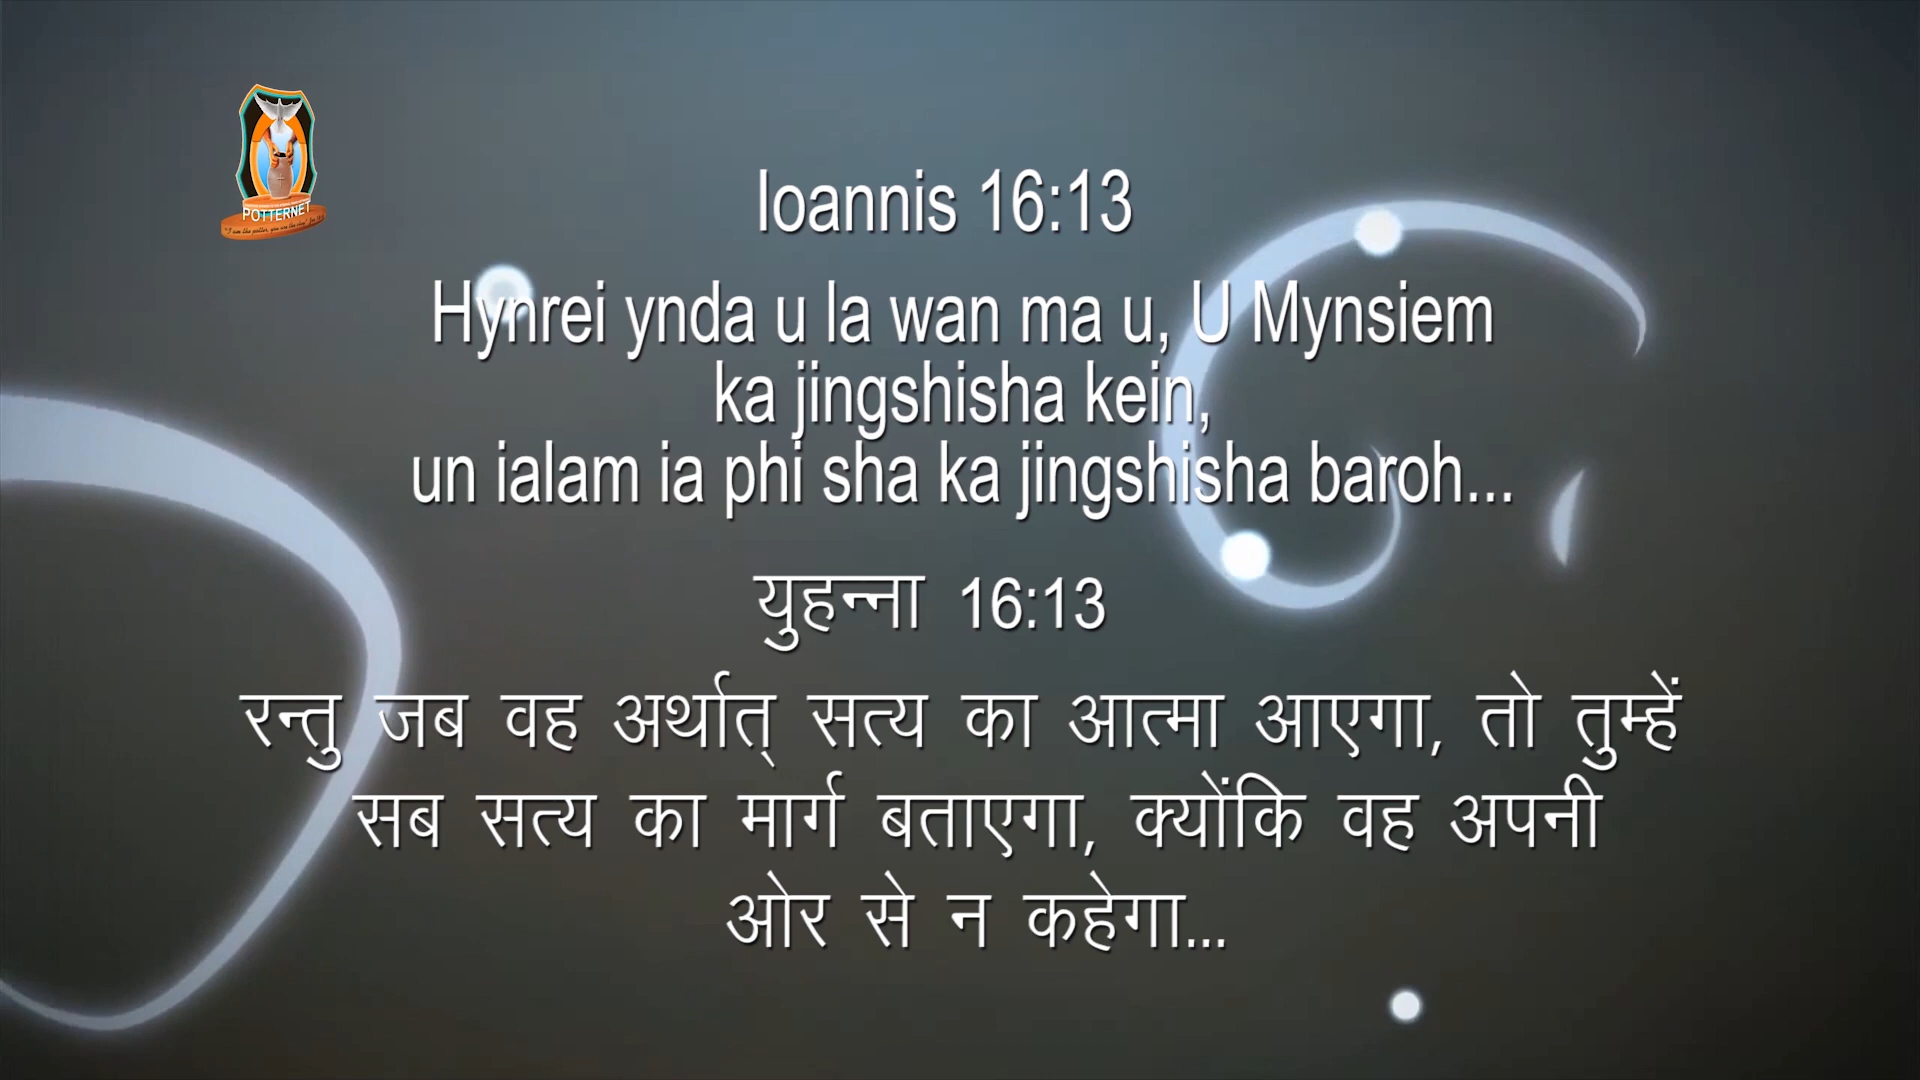 POTTERNET
Ioannis 16:13
Hynrei ynda u la wan ma u, U Mynsiem
ka jingshisha kein,
un ialam ia phi sha ka jingshisha baroh...
युहन्ना 16:13
रन्तु जब वह अर्थात् सत्य का आत्मा आएगा, तो तुम्हें
सब सत्य का मार्ग बताएगा, क्योंकि वह अपनी
ओर से न कहेगा...